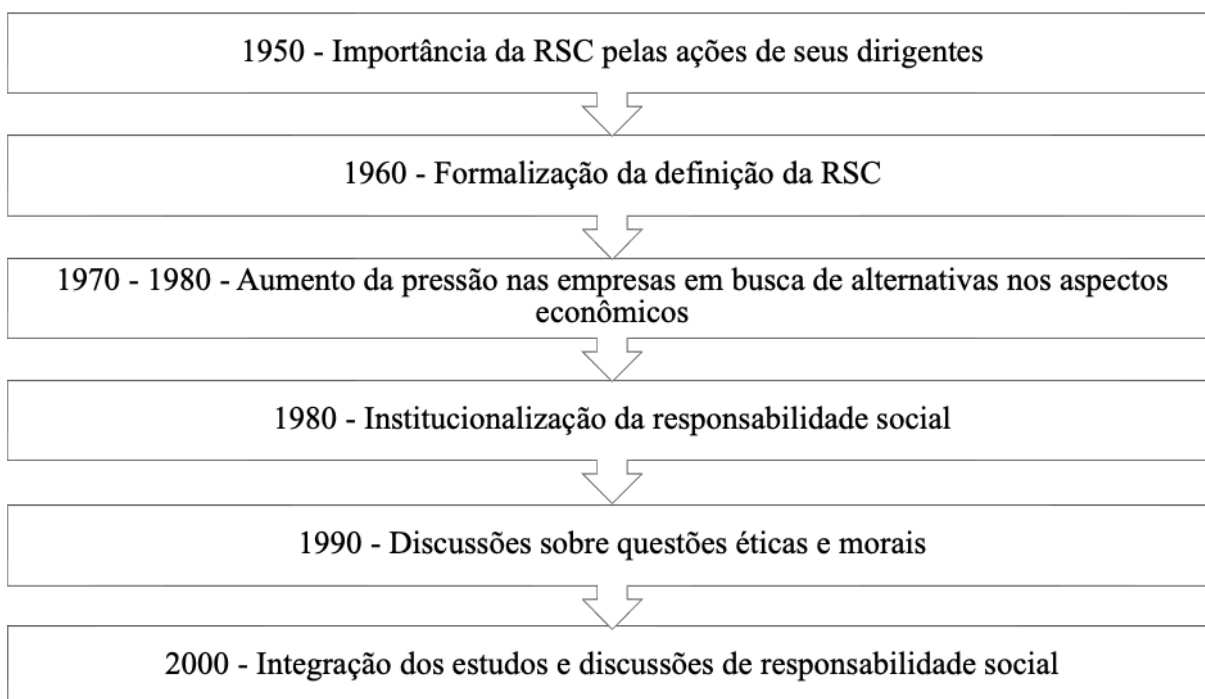 1950 - Importância da RSC pelas ações de seus dirigentes
1960 - Formalização da definição da RSC
1970 - 1980 - Aumento da pressão nas empresas em busca de alternativas nos aspectos
econômicos
1980 - Institucionalização da responsabilidade social
1990 - Discussões sobre questões éticas e morais
2000 - Integração dos estudos e discussões de responsabilidade social